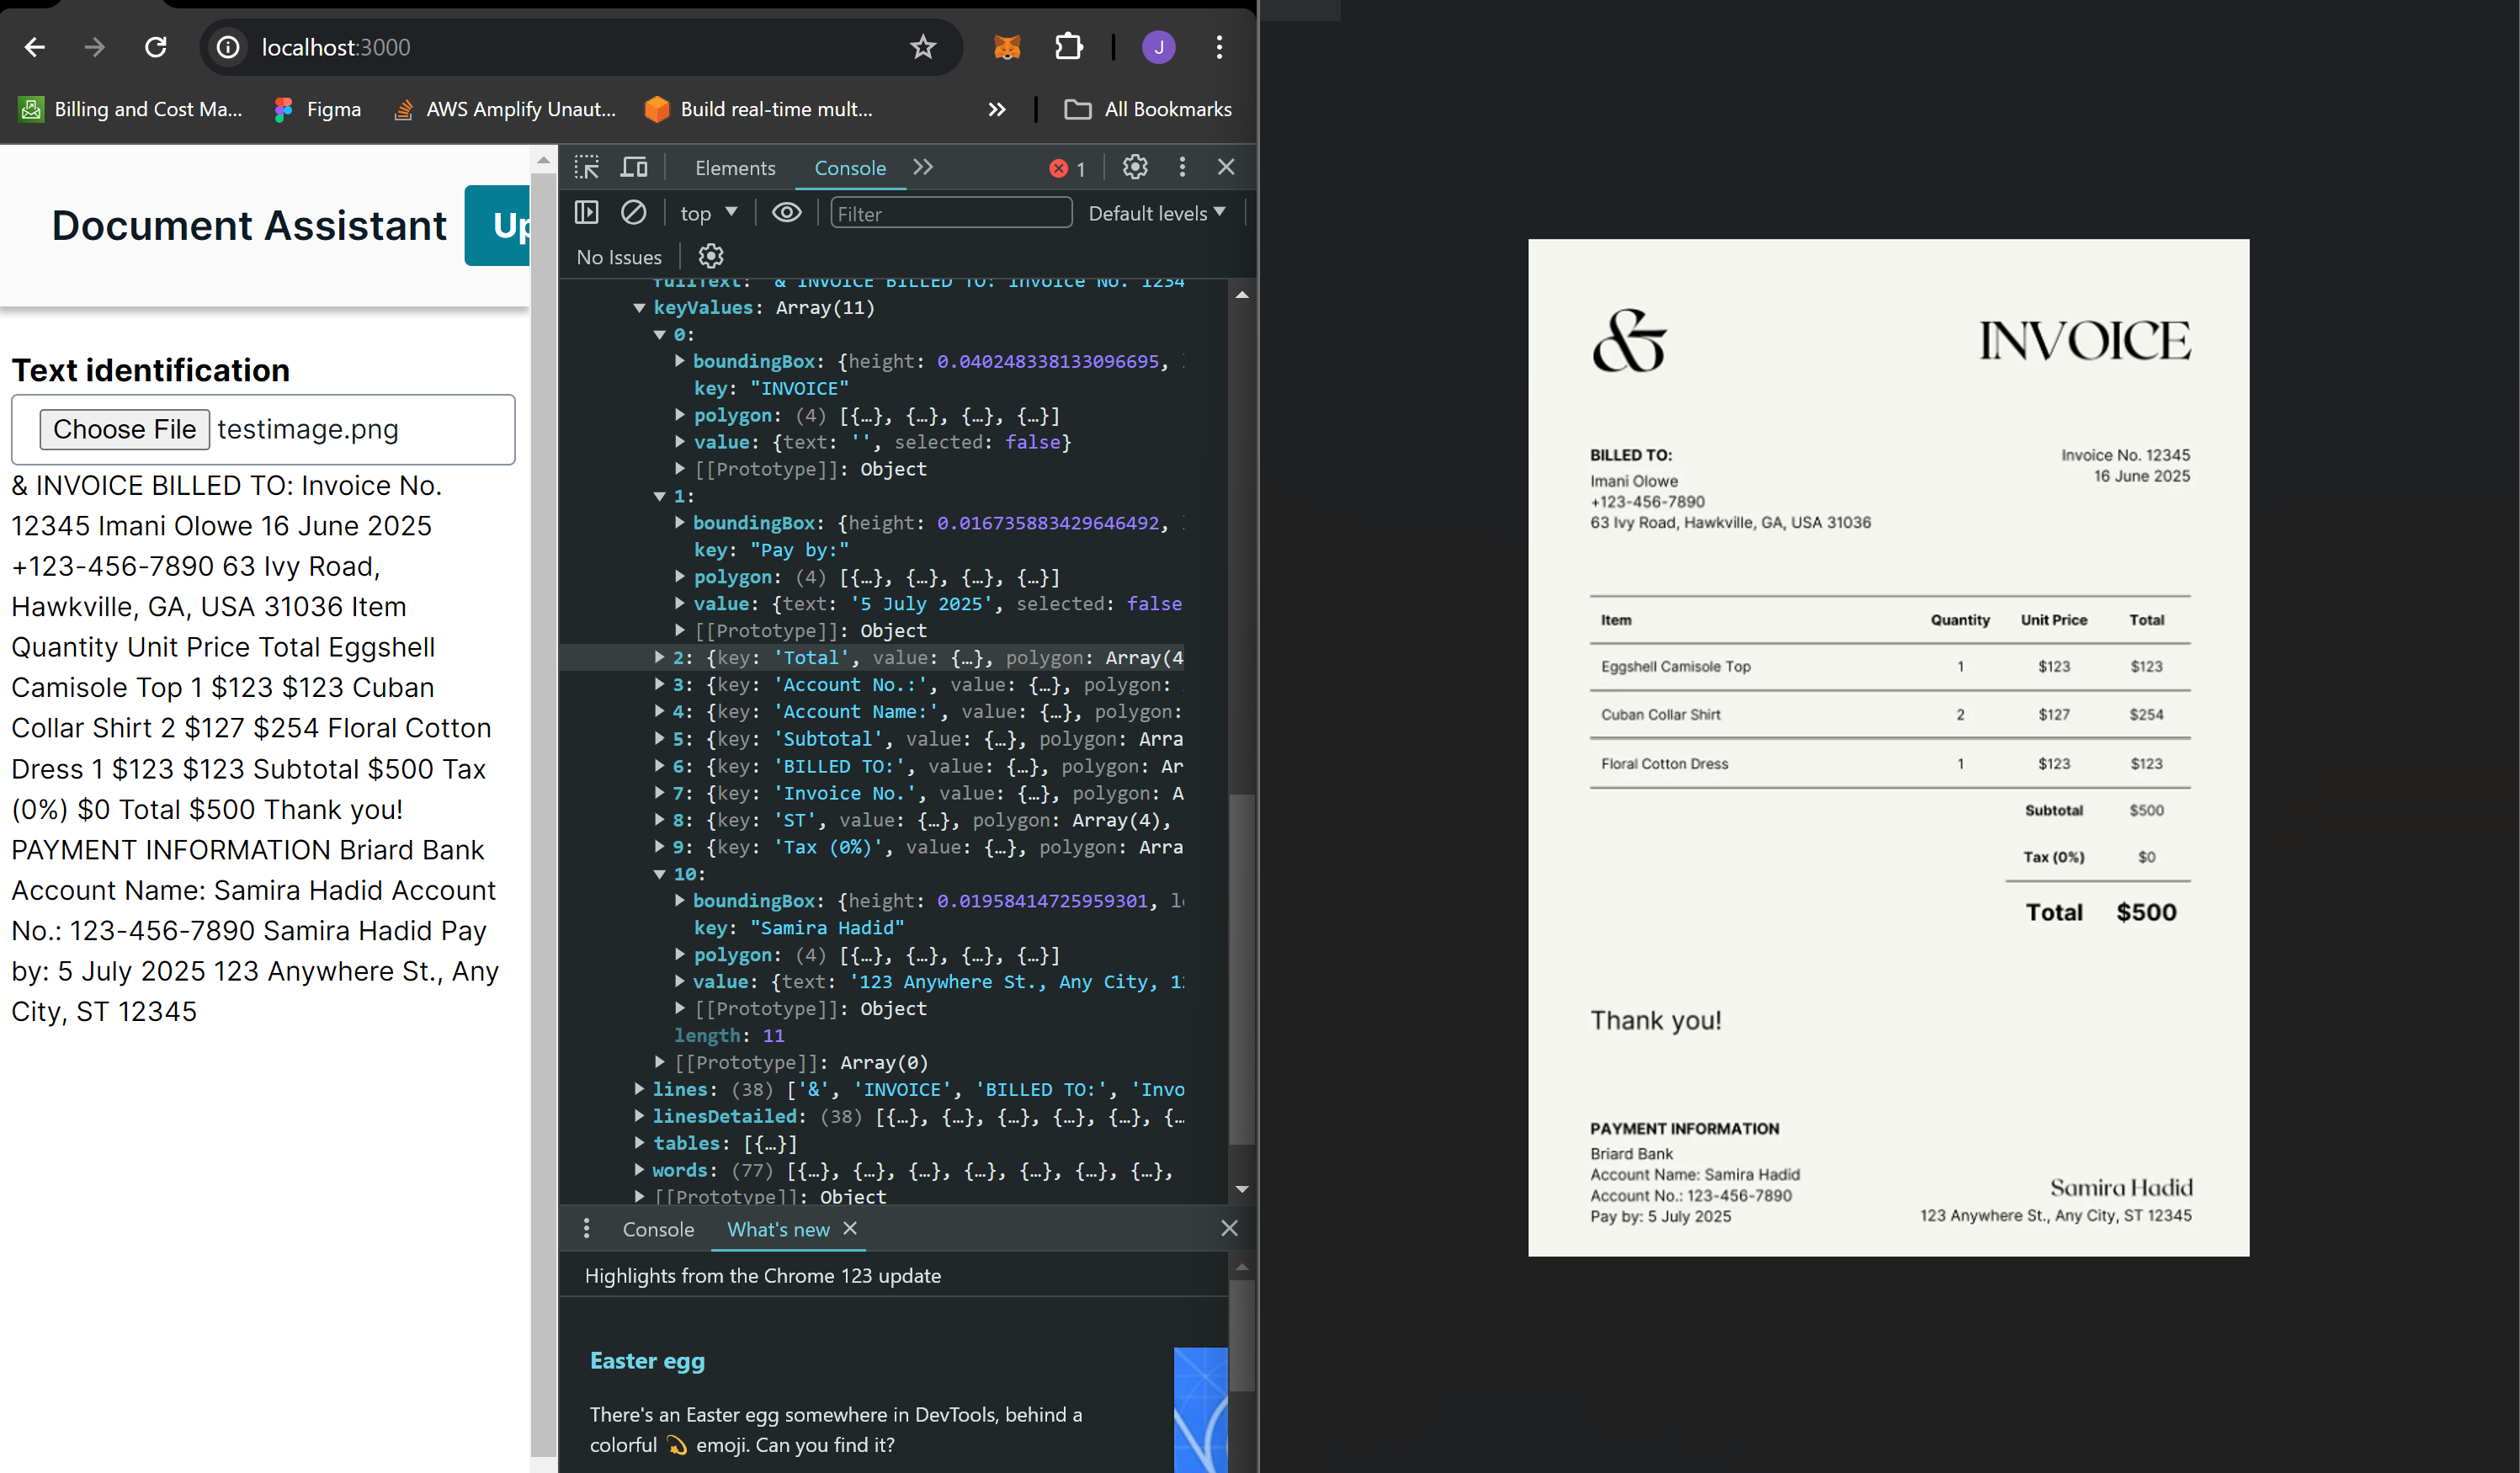 localhost:3000
J
Billing and Cost Ma...
Figma
AWS Amplify Unaut...
Build real-time mult...
All Bookmarks
Document Assistant
Up
Text identification
Choose File testimage.png
& INVOICE BILLED TO: Invoice No.
12345 Imani Olowe 16 June 2025
+123-456-7890 63 Ivy Road,
Hawkville, GA, USA 31036 Item
Quantity Unit Price Total Eggshell
Camisole Top 1 $123 $123 Cuban
Collar Shirt 2 $127 $254 Floral Cotton
Dress 1 $123 $123 Subtotal $500 Tax
(0%) $0 Total $500 Thank you!
PAYMENT INFORMATION Briard Bank
Account Name: Samira Hadid Account
No.: 123-456-7890 Samira Hadid Pay
by: 5 July 2025 123 Anywhere St., Any
City, ST 12345
Elements
Console
1
top
Filter
Default levels
No Issues
fullText: "& INVOICE BILLED TO: Invoice No. 1234
keyValues: Array(11)
0:
boundingBox: {height: 0.040248338133096695,
key: "INVOICE"
polygon: (4) [{…}, {…}, {…}, {…}]
value: {text: '', selected: false}
[[Prototype]]: Object
1:
boundingBox: {height: 0.016735883429646492,
key: "Pay by:"
polygon: (4) [{…}, {…}, {…}, {…}]
value: {text: '5 July 2025', selected: false
[[Prototype]]: Object
2: {key: 'Total', value: {…}, polygon: Array(4
3: {key: 'Account No.:', value: {…}, polygon:
4: {key: 'Account Name:', value: {…}, polygon:
5: {key: 'Subtotal', value: {…}, polygon: Arra
6: {key: 'BILLED TO:', value: {…}, polygon: Ar
7: {key: 'Invoice No.', value: {…}, polygon: A
8: {key: 'ST', value: {…}, polygon: Array(4),
9: {key: 'Tax (0%)', value: {…}, polygon: Arra
10:
boundingBox: {height: 0.01958414725959301, le
key: "Samira Hadid"
polygon: (4) [{…}, {…}, {…}, {…}]
value: {text: '123 Anywhere St., Any City, 12
[[Prototype]]: Object
length: 11
[[Prototype]]: Array(0)
lines: (38) ['&', 'INVOICE', 'BILLED TO:', 'Invo
linesDetailed: (38) [{…}, {…}, {…}, {…}, {…}, {…
tables: [{…}]
words: (77) [{…}, {…}, {…}, {…}, {…}, {…}, {…},
[[Prototype]]: Object
Console
What's new
Highlights from the Chrome 123 update
Easter egg
There's an Easter egg somewhere in DevTools, behind a
colorful 💫 emoji. Can you find it?
& INVOICE
BILLED TO:
Imani Olowe
+123-456-7890
63 Ivy Road, Hawkville, GA, USA 31036
Invoice No. 12345
16 June 2025
Item Quantity Unit Price Total
Eggshell Camisole Top 1 $123 $123
Cuban Collar Shirt 2 $127 $254
Floral Cotton Dress 1 $123 $123
Subtotal $500
Tax (0%) $0
Total $500
Thank you!
PAYMENT INFORMATION
Briard Bank
Account Name: Samira Hadid
Account No.: 123-456-7890
Pay by: 5 July 2025
Samira Hadid
123 Anywhere St., Any City, ST 12345